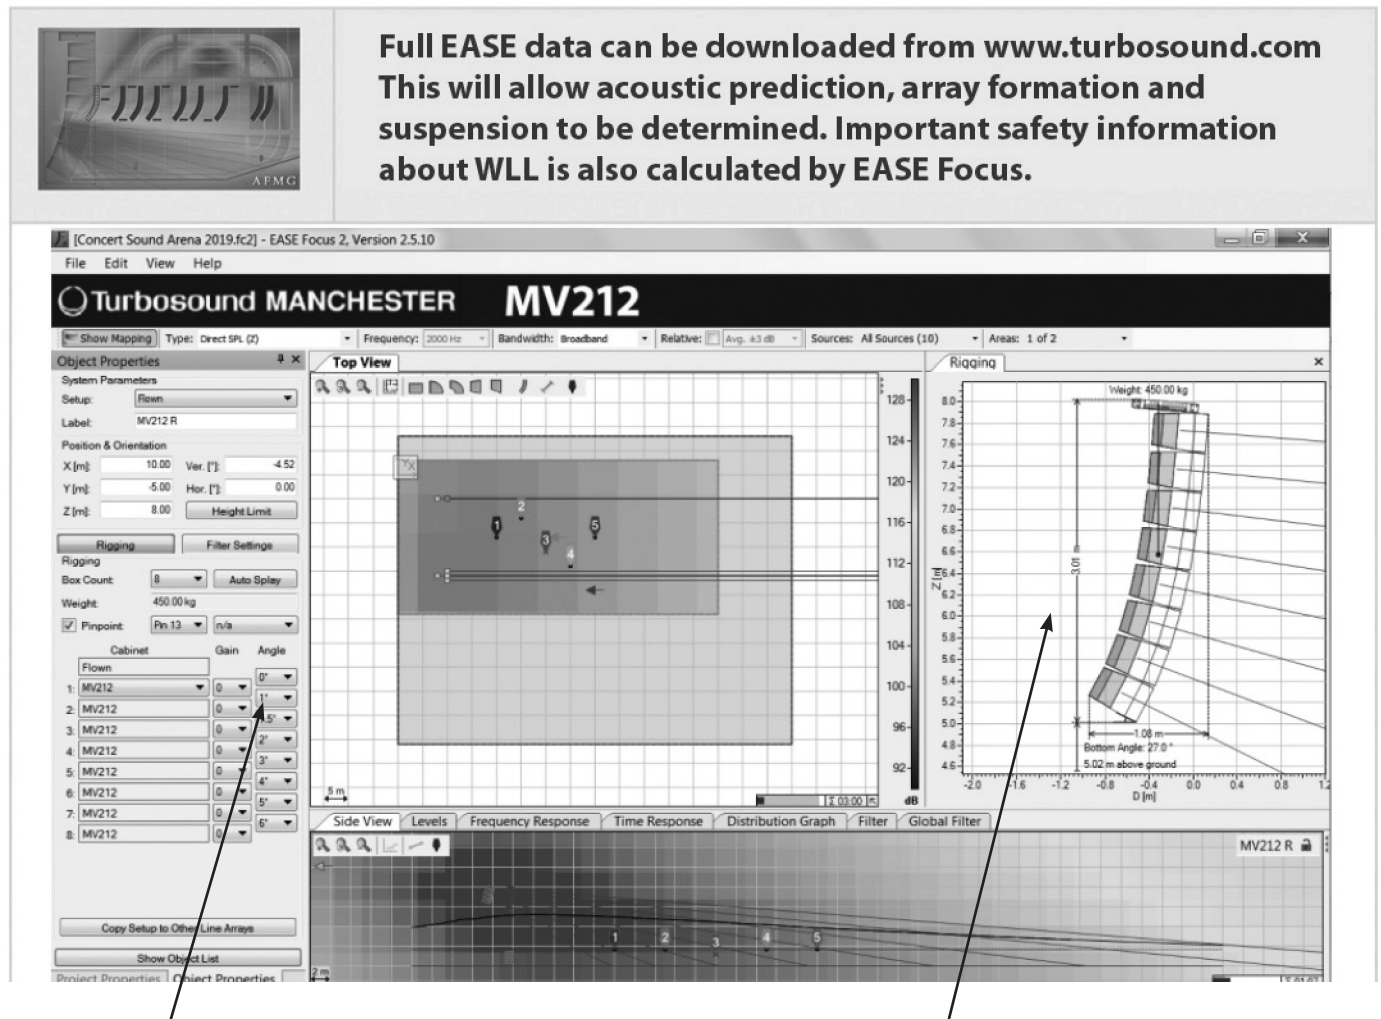 Full EASE data can be downloaded from www.turbosound.com
This will allow acoustic prediction, array formation and
suspension to be determined. Important safety information
about WLL is also calculated by EASE Focus.
AFMG
[Concert Sound Arena 2019.fc2] - EASE Focus 2, Version 2.5.10
File Edit View Help
Turbosound MANCHESTER MV212
Show Mapping Type: Direct SPL (Z) Frequency: 2000 Hz Bandwidth: Broadband Relative: Avg. ±3 dB Sources: All Sources (10) Areas: 1 of 2
Object Properties
System Parameters
Setup: Flown
Label: MV212 R
Position & Orientation
X [m]: 10.00 Ver. [°]: -4.52
Y [m]: -5.00 Hor. [°]: 0.00
Z [m]: 8.00 Height Limit
Rigging Filter Settings
Rigging
Box Count: 8 Auto Splay
Weight: 450.00 kg
Pinpoint: Pin 13 n/a
Cabinet Gain Angle
Flown
0°
1: MV212 0
1°
2: MV212 0
.5°
3: MV212 0
2°
4: MV212 0
3°
5: MV212 0
4°
6: MV212 0
5°
7: MV212 0
6°
8: MV212 0
Copy Setup to Other Line Arrays
Show Object List
Project Properties Object Properties
Top View
YX
1
2
3
4
5
5 m
Σ 03:00
128
124
120
116
112
108
104
100
96
92
dB
Rigging
Weight: 450.00 kg
8.0
7.8
7.6
7.4
7.2
7.0
6.8
6.6
6.4
6.2
6.0
5.8
5.6
5.4
5.2
5.0
4.8
4.6
Z [m]
3.01 m
1.08 m
Bottom Angle: 27.0 °
5.02 m above ground
-2.0 -1.6 -1.2 -0.8 -0.4 0.0 0.4 0.8 1.2
D [m]
Side View Levels Frequency Response Time Response Distribution Graph Filter Global Filter
MV212 R
1 2 3 4 5
2 m
Σ 01:07